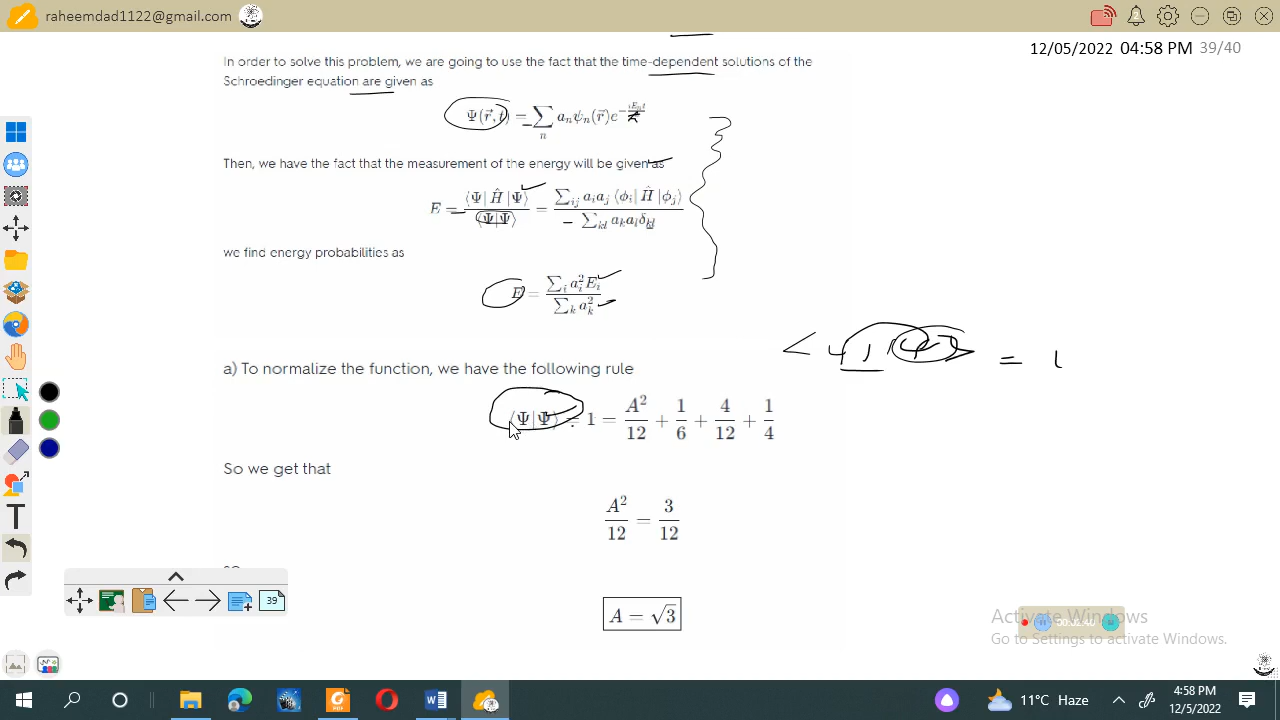 raheemdad1122@gmail.com
12/05/2022 04:58 PM 39/40
In order to solve this problem, we are going to use the fact that the time-dependent solutions of the
Schroedinger equation are given as
Ψ(r⃗, t) = ∑ₙ aₙψₙ(r⃗)e
Then, we have the fact that the measurement of the energy will be given as
E = ⟨Ψ| Ĥ |Ψ⟩ / ⟨Ψ|Ψ⟩ = ∑ᵢⱼ aᵢaⱼ ⟨ϕᵢ| Ĥ |ϕⱼ⟩ / ∑ₖₗ aₖaₗδₖₗ
we find energy probabilities as
E = ∑ᵢ aᵢ²Eᵢ / ∑ₖ aₖ²
= 1
a) To normalize the function, we have the following rule
⟨Ψ|Ψ⟩ = 1 = A²/12 + 1/6 + 4/12 + 1/4
So we get that
A²/12 = 3/12
so
A = √3
39
T
Activate Windows
Go to Settings to activate Windows.
11°C Haze
4:58 PM
12/5/2022